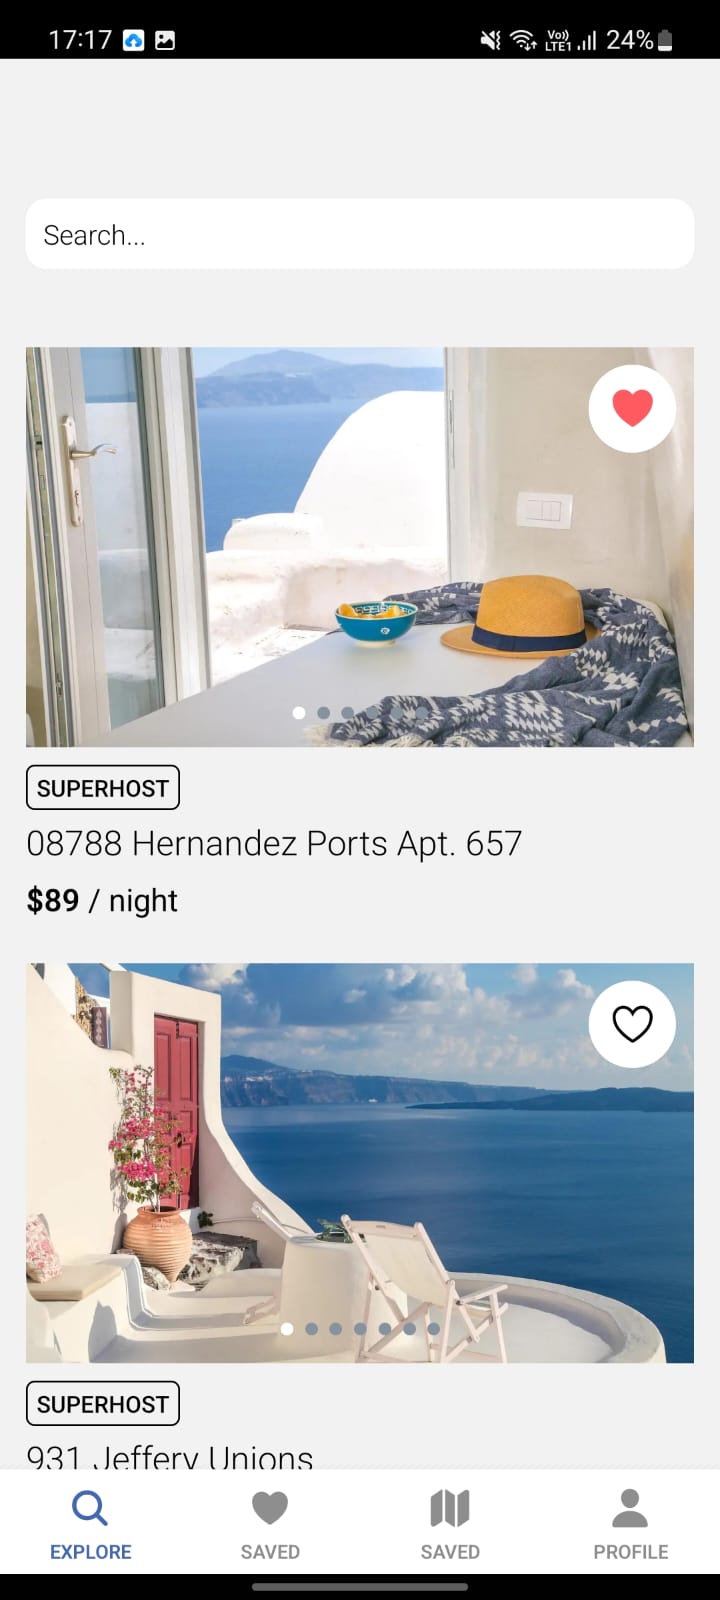 17:17 Vo)) LTE1 24%
Search...
SUPERHOST
08788 Hernandez Ports Apt. 657
$89 / night
SUPERHOST
931 Jeffery Unions
EXPLORE SAVED SAVED PROFILE